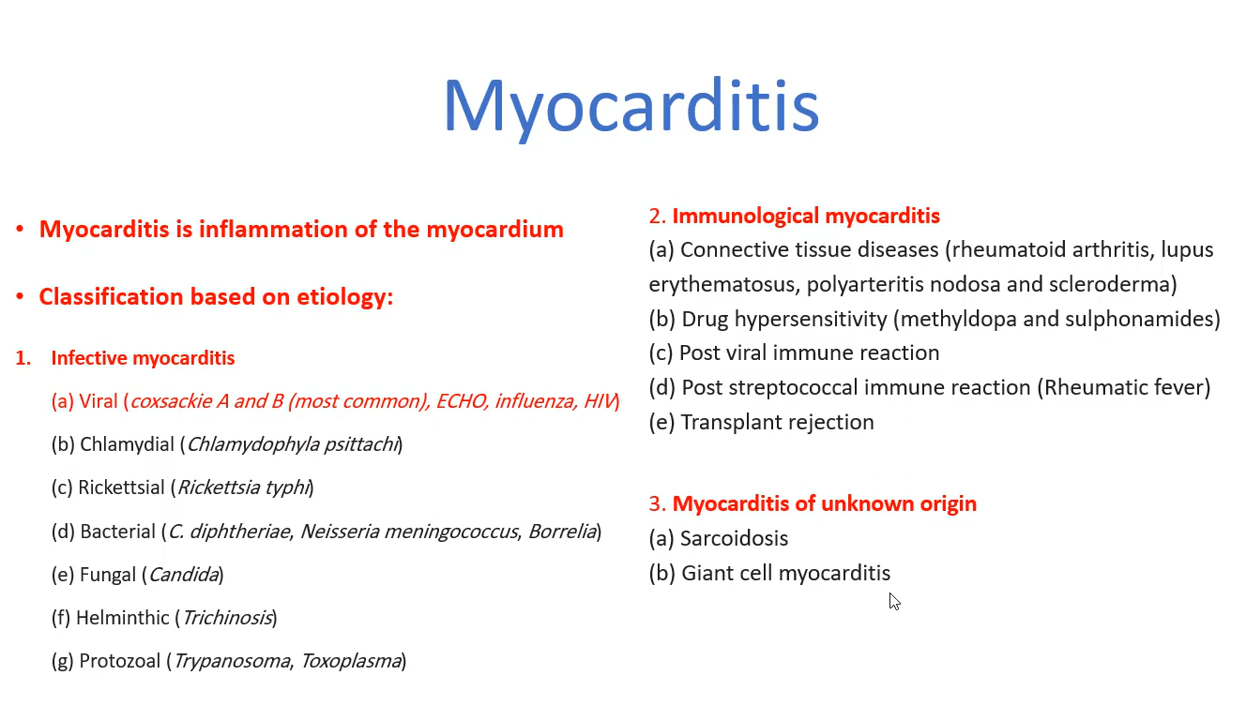 Myocarditis
• Myocarditis is inflammation of the myocardium
• Classification based on etiology:
1. Infective myocarditis
(a) Viral (coxsackie A and B (most common), ECHO, influenza, HIV)
(b) Chlamydial (Chlamydophyla psittachi)
(c) Rickettsial (Rickettsia typhi)
(d) Bacterial (C. diphtheriae, Neisseria meningococcus, Borrelia)
(e) Fungal (Candida)
(f) Helminthic (Trichinosis)
(g) Protozoal (Trypanosoma, Toxoplasma)
2. Immunological myocarditis
(a) Connective tissue diseases (rheumatoid arthritis, lupus
erythematosus, polyarteritis nodosa and scleroderma)
(b) Drug hypersensitivity (methyldopa and sulphonamides)
(c) Post viral immune reaction
(d) Post streptococcal immune reaction (Rheumatic fever)
(e) Transplant rejection
3. Myocarditis of unknown origin
(a) Sarcoidosis
(b) Giant cell myocarditis